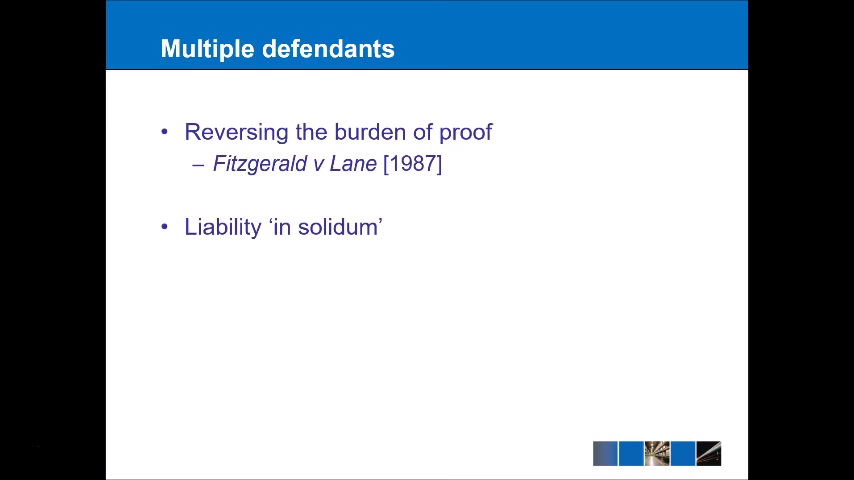 Multiple defendants
• Reversing the burden of proof
– Fitzgerald v Lane [1987]
• Liability ‘in solidum’